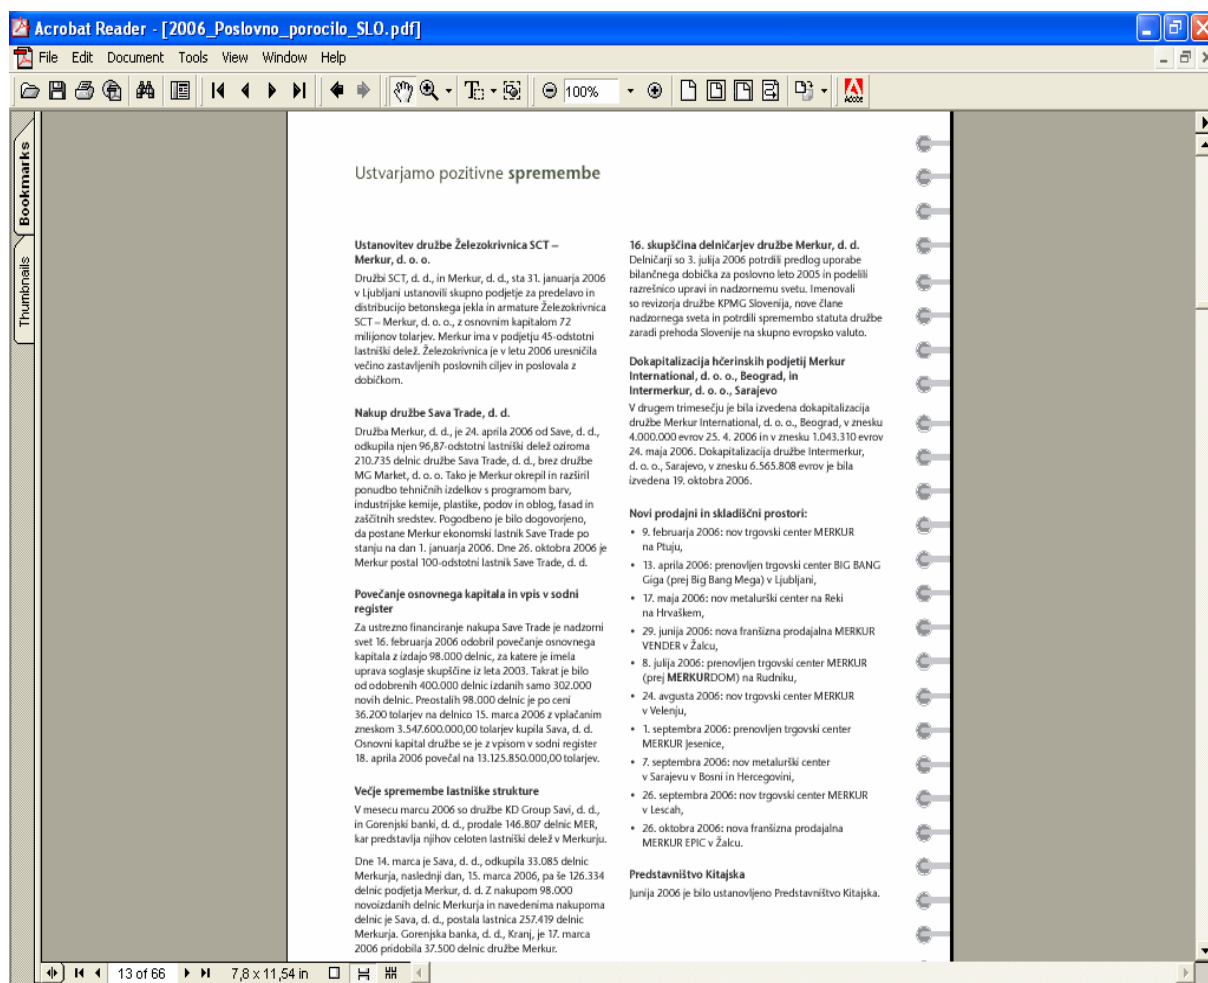 Acrobat Reader - [2006_Poslovno_porocilo_SLO.pdf]
File Edit Document Tools View Window Help
100%
Adobe
Bookmarks
Thumbnails
Ustvarjamo pozitivne spremembe
Ustanovitev družbe Železokrivnica SCT –
Merkur, d. o. o.
Družbi SCT, d. d., in Merkur, d. d., sta 31. januarja 2006
v Ljubljani ustanovili skupno podjetje za predelavo in
distribucijo betonskega jekla in armature Železokrivnica
SCT – Merkur, d. o. o., z osnovnim kapitalom 72
milijonov tolarjev. Merkur ima v podjetju 45-odstotni
lastniški delež. Železokrivnica je v letu 2006 uresničila
večino zastavljenih poslovnih ciljev in poslovala z
dobičkom.
Nakup družbe Sava Trade, d. d.
Družba Merkur, d. d., je 24. aprila 2006 od Save, d. d.,
odkupila njen 96,87-odstotni lastniški delež oziroma
210.735 delnic družbe Sava Trade, d. d., brez družbe
MG Market, d. o. o. Tako je Merkur okrepil in razširil
ponudbo tehničnih izdelkov s programom barv,
industrijske kemije, plastike, podov in oblog, fasad in
zaščitnih sredstev. Pogodbeno je bilo dogovorjeno,
da postane Merkur ekonomski lastnik Save Trade po
stanju na dan 1. januarja 2006. Dne 26. oktobra 2006 je
Merkur postal 100-odstotni lastnik Save Trade, d. d.
Povečanje osnovnega kapitala in vpis v sodni
register
Za ustrezno financiranje nakupa Save Trade je nadzorni
svet 16. februarja 2006 odobril povečanje osnovnega
kapitala z izdajo 98.000 delnic, za katere je imela
uprava soglasje skupščine iz leta 2003. Takrat je bilo
od odobrenih 400.000 delnic izdanih samo 302.000
novih delnic. Preostalih 98.000 delnic je po ceni
36.200 tolarjev na delnico 15. marca 2006 z vplačanim
zneskom 3.547.600.000,00 tolarjev kupila Sava, d. d.
Osnovni kapital družbe se je z vpisom v sodni register
18. aprila 2006 povečal na 13.125.850.000,00 tolarjev.
Večje spremembe lastniške strukture
V mesecu marcu 2006 so družbe KD Group Savi, d. d.,
in Gorenjski banki, d. d., prodale 146.807 delnic MER,
kar predstavlja njihov celoten lastniški delež v Merkurju.
Dne 14. marca je Sava, d. d., odkupila 33.085 delnic
Merkurja, naslednji dan, 15. marca 2006, pa še 126.334
delnic podjetja Merkur, d. d. Z nakupom 98.000
novoizdanih delnic Merkurja in navedenima nakupoma
delnic je Sava, d. d., postala lastnica 257.419 delnic
Merkurja. Gorenjska banka, d. d., Kranj, je 17. marca
2006 pridobila 37.500 delnic družbe Merkur.
16. skupščina delničarjev družbe Merkur, d. d.
Delničarji so 3. julija 2006 potrdili predlog uporabe
bilančnega dobička za poslovno leto 2005 in podelili
razrešnico upravi in nadzornemu svetu. Imenovali
so revizorja družbe KPMG Slovenija, nove člane
nadzornega sveta in potrdili spremembo statuta družbe
zaradi prehoda Slovenije na skupno evropsko valuto.
Dokapitalizacija hčerinskih podjetij Merkur
International, d. o. o., Beograd, in
Intermerkur, d. o. o., Sarajevo
V drugem trimesečju je bila izvedena dokapitalizacija
družbe Merkur International, d. o. o., Beograd, v znesku
4.000.000 evrov 25. 4. 2006 in v znesku 1.043.310 evrov
24. maja 2006. Dokapitalizacija družbe Intermerkur,
d. o. o., Sarajevo, v znesku 6.565.808 evrov je bila
izvedena 19. oktobra 2006.
Novi prodajni in skladiščni prostori:
• 9. februarja 2006: nov trgovski center MERKUR
na Ptuju,
• 13. aprila 2006: prenovljen trgovski center BIG BANG
Giga (prej Big Bang Mega) v Ljubljani,
• 17. maja 2006: nov metalurški center na Reki
na Hrvaškem,
• 29. junija 2006: nova franšizna prodajalna MERKUR
VENDER v Žalcu,
• 8. julija 2006: prenovljen trgovski center MERKUR
(prej MERKURDOM) na Rudniku,
• 24. avgusta 2006: nov trgovski center MERKUR
v Velenju,
• 1. septembra 2006: prenovljen trgovski center
MERKUR Jesenice,
• 7. septembra 2006: nov metalurški center
v Sarajevu v Bosni in Hercegovini,
• 26. septembra 2006: nov trgovski center MERKUR
v Lescah,
• 26. oktobra 2006: nova franšizna prodajalna
MERKUR EPIC v Žalcu.
Predstavništvo Kitajska
Junija 2006 je bilo ustanovljeno Predstavništvo Kitajska.
13 of 66 7,8 x 11,54 in